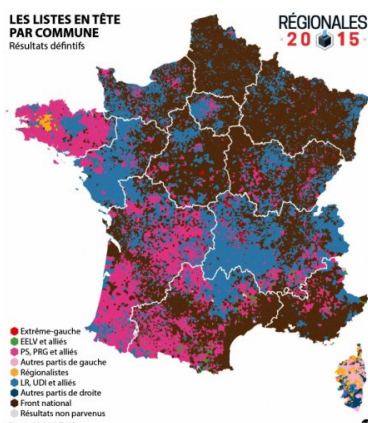 LES LISTES EN TÊTE
PAR COMMUNE
Résultats défintifs
RÉGIONALES
2015
Extrême-gauche
EELV et alliés
PS, PRG et alliés
Autres partis de gauche
Régionalistes
LR, UDI et alliés
Autres partis de droite
Front national
Résultats non parvenus